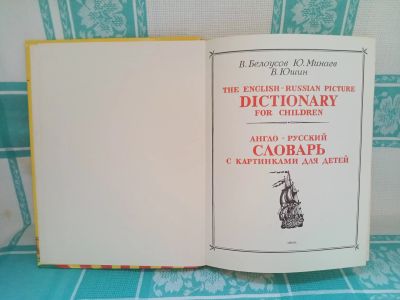 В. Белоусов Ю. Минаев
В. Юшин
THE ENGLISH-RUSSIAN PICTURE
DICTIONARY
FOR CHILDREN
АНГЛО-РУССКИЙ
СЛОВАРЬ
С КАРТИНКАМИ ДЛЯ ДЕТЕЙ